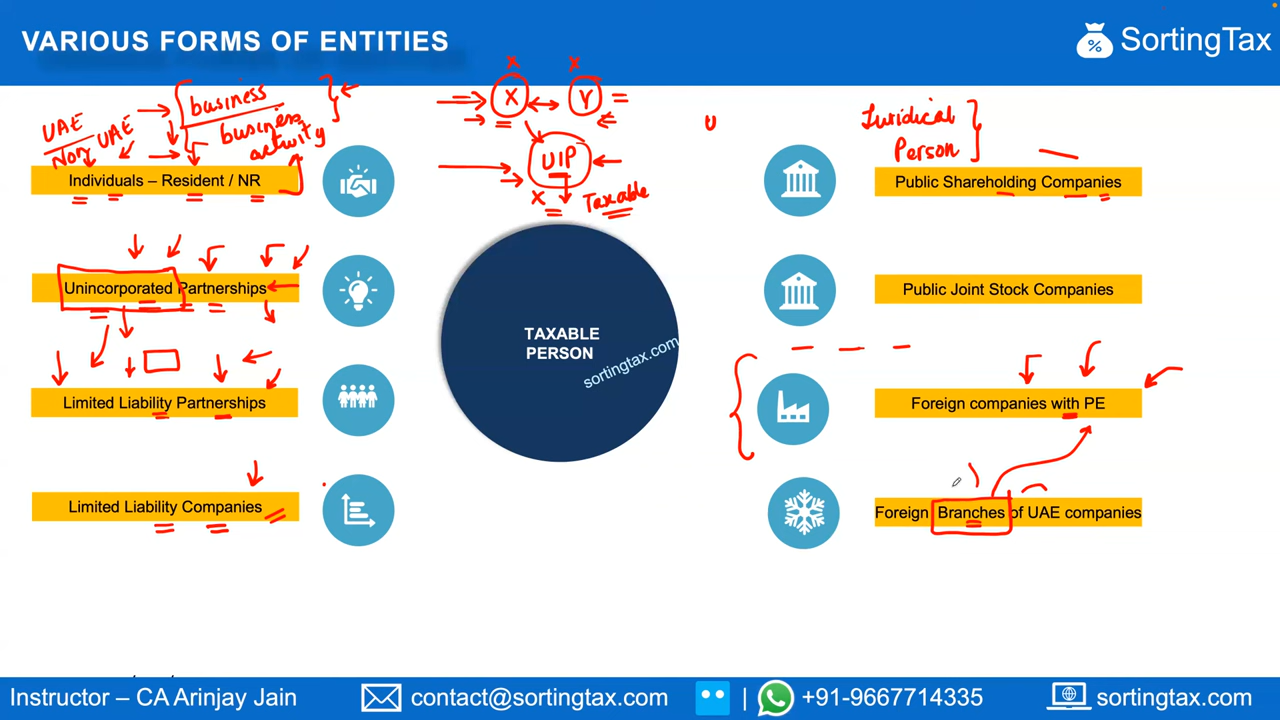 VARIOUS FORMS OF ENTITIES
SortingTax
UAE
Non UAE
business
business
activity
X X
X Y
UIP
X
Taxable
U
Juridical
Person
Individuals – Resident / NR
Unincorporated Partnerships
Limited Liability Partnerships
Limited Liability Companies
TAXABLE
PERSON
sortingtax.com
Public Shareholding Companies
Public Joint Stock Companies
Foreign companies with PE
Foreign Branches of UAE companies
Instructor – CA Arinjay Jain
contact@sortingtax.com
| +91-9667714335
sortingtax.com